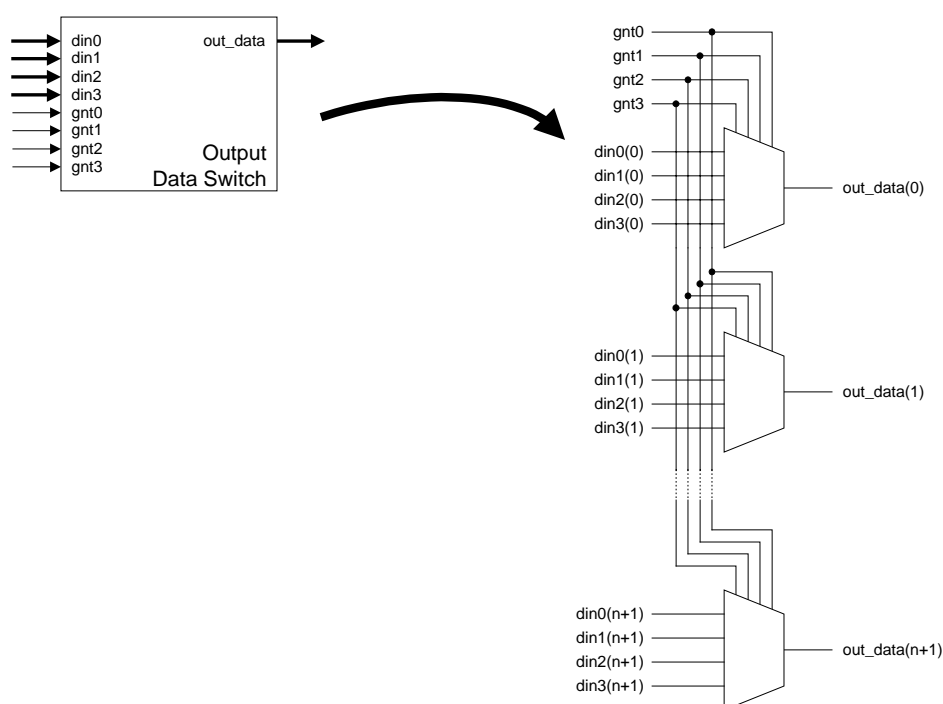 din0 out_data
din1
din2
din3
gnt0
gnt1
gnt2 Output
gnt3 Data Switch
gnt0
gnt1
gnt2
gnt3
din0(0)
din1(0)
din2(0)
din3(0)
out_data(0)
din0(1)
din1(1)
din2(1)
din3(1)
out_data(1)
din0(n+1)
din1(n+1)
din2(n+1)
din3(n+1)
out_data(n+1)